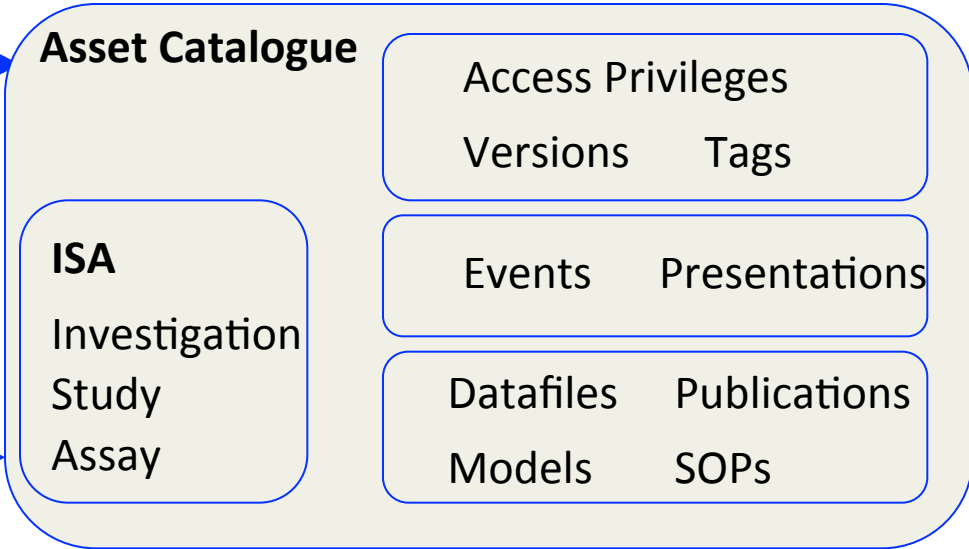 Asset Catalogue
Access Privileges
Versions Tags
ISA
Investigation
Study
Assay
Events Presentations
Datafiles Publications
Models SOPs